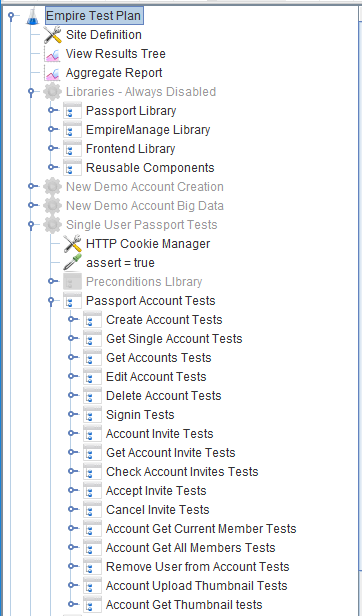 Empire Test Plan
Site Definition
View Results Tree
Aggregate Report
Libraries - Always Disabled
Passport Library
EmpireManage Library
Frontend Library
Reusable Components
New Demo Account Creation
New Demo Account Big Data
Single User Passport Tests
HTTP Cookie Manager
assert = true
Preconditions LIbrary
Passport Account Tests
Create Account Tests
Get Single Account Tests
Get Accounts Tests
Edit Account Tests
Delete Account Tests
Signin Tests
Account Invite Tests
Get Account Invite Tests
Check Account Invites Tests
Accept Invite Tests
Cancel Invite Tests
Account Get Current Member Tests
Account Get All Members Tests
Remove User from Account Tests
Account Upload Thumbnail Tests
Account Get Thumbnail tests